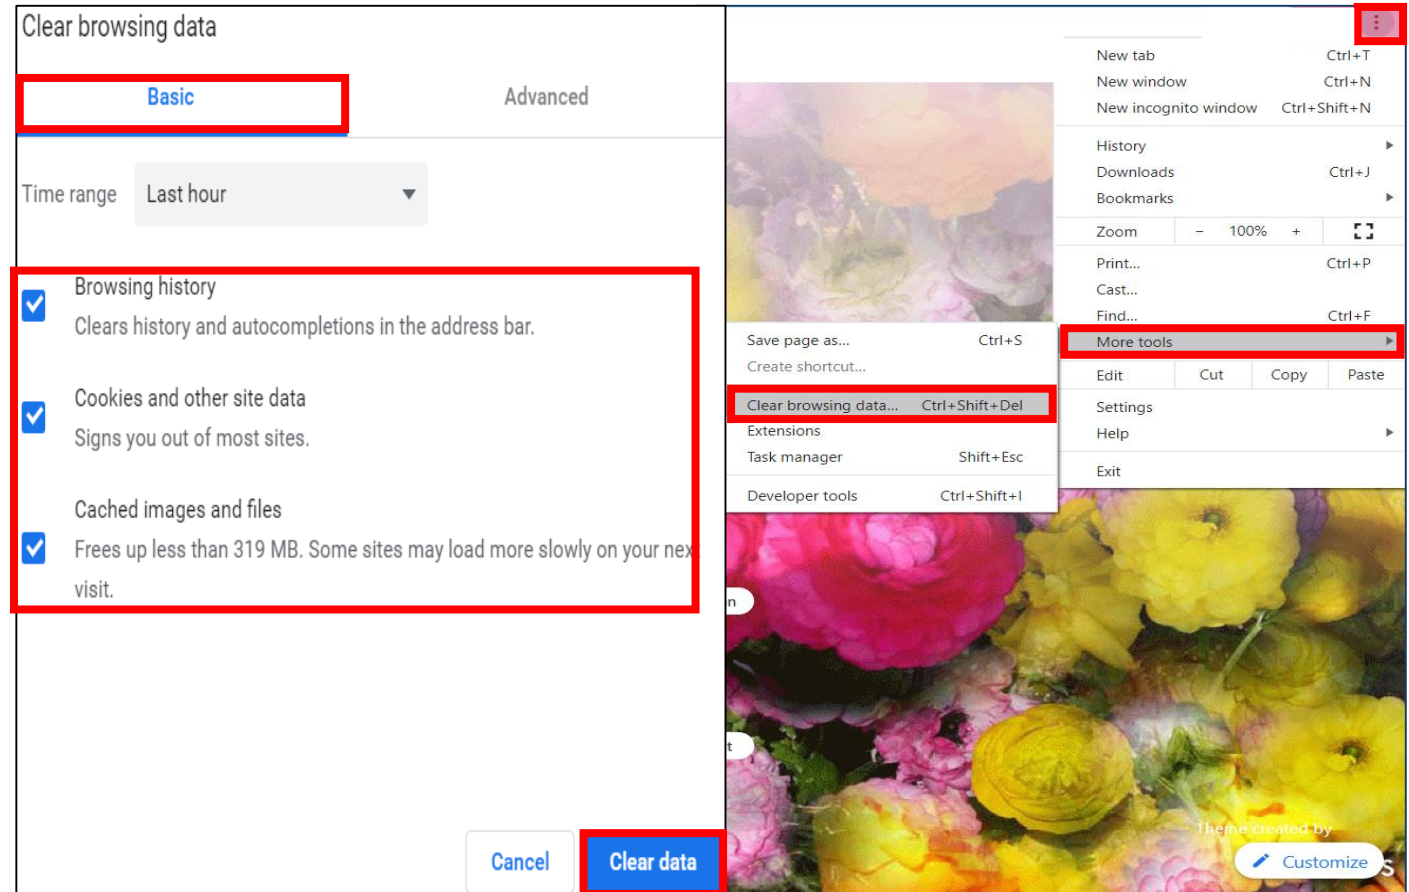 Clear browsing data
Basic Advanced
Time range Last hour
Browsing history
Clears history and autocompletions in the address bar.
Cookies and other site data
Signs you out of most sites.
Cached images and files
Frees up less than 319 MB. Some sites may load more slowly on your nex
visit.
Cancel Clear data
New tab Ctrl+T
New window Ctrl+N
New incognito window Ctrl+Shift+N
History
Downloads Ctrl+J
Bookmarks
Zoom - 100% +
Print... Ctrl+P
Cast...
Find... Ctrl+F
More tools
Edit Cut Copy Paste
Settings
Help
Exit
Save page as... Ctrl+S
Create shortcut...
Clear browsing data... Ctrl+Shift+Del
Extensions
Task manager Shift+Esc
Developer tools Ctrl+Shift+I
n
t
Theme created by
Customize
S